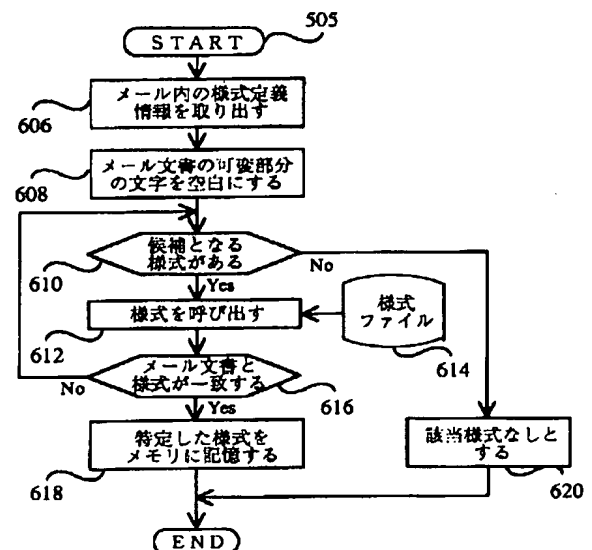 START
505
メール内の様式定義
情報を取り出す
606
メール文書の可変部分
の文字を空白にする
608
候補となる
様式がある
610
No
Yes
様式を呼び出す
612
様式
ファイル
614
メール文書と
様式が一致する
616
No
Yes
特定した様式を
メモリに記憶する
618
該当様式なしと
する
620
END